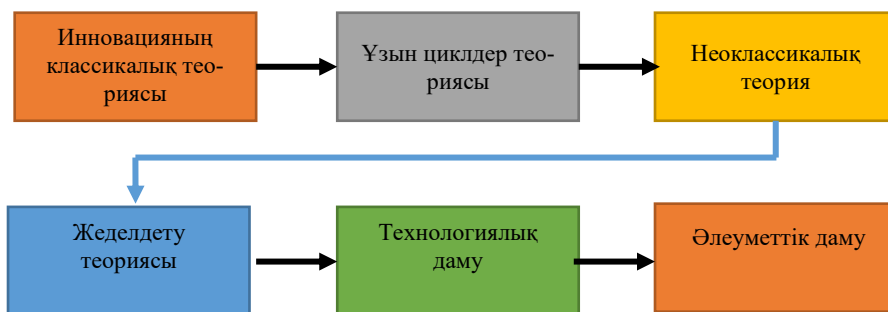 Инновацияның
классикалық тео-
риясы
Ұзын циклдер тео-
риясы
Неоклассикалық
теория
Жеделдету
теориясы
Технологиялық
даму
Әлеуметтік даму